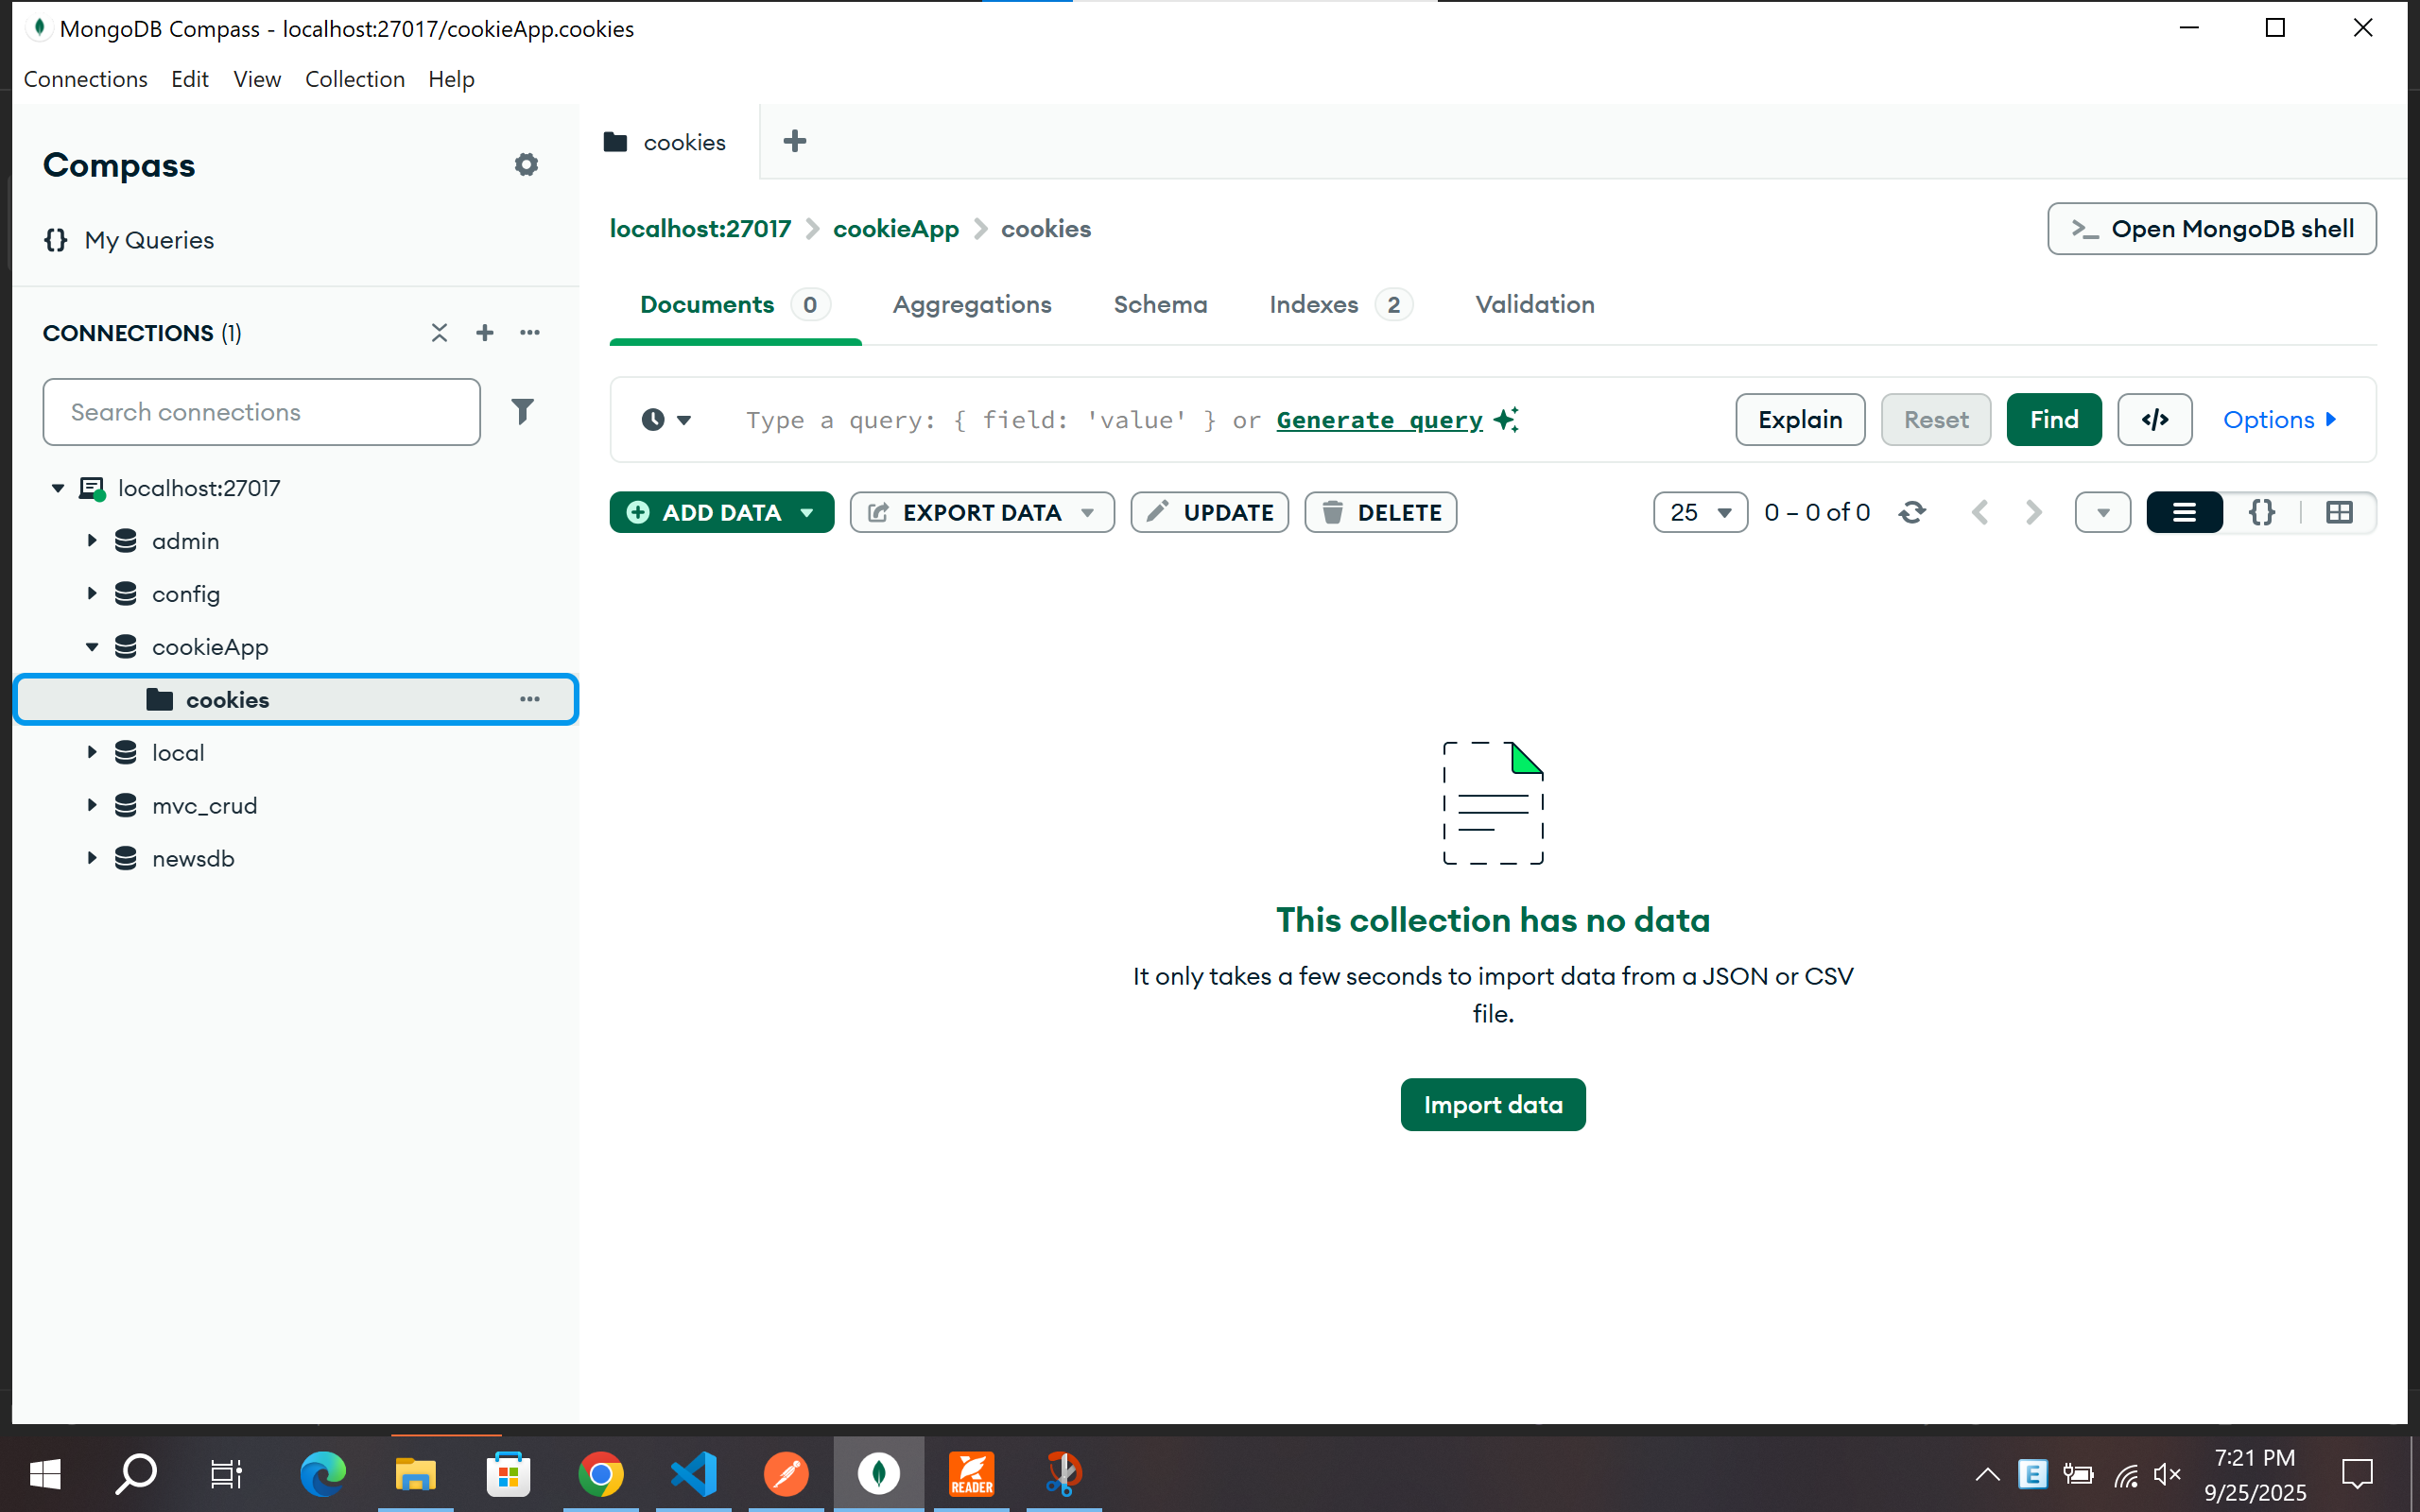 MongoDB Compass - localhost:27017/cookieApp.cookies
Connections Edit View Collection Help
Compass
My Queries
CONNECTIONS (1)
Search connections
localhost:27017
admin
config
cookieApp
cookies
local
mvc_crud
newsdb
cookies
localhost:27017 > cookieApp > cookies
Open MongoDB shell
Documents 0 Aggregations Schema Indexes 2 Validation
Type a query: { field: 'value' } or Generate query
Explain Reset Find </> Options
ADD DATA EXPORT DATA UPDATE DELETE
25 0 – 0 of 0
This collection has no data
It only takes a few seconds to import data from a JSON or CSV
file.
Import data
READER
E
7:21 PM
9/25/2025